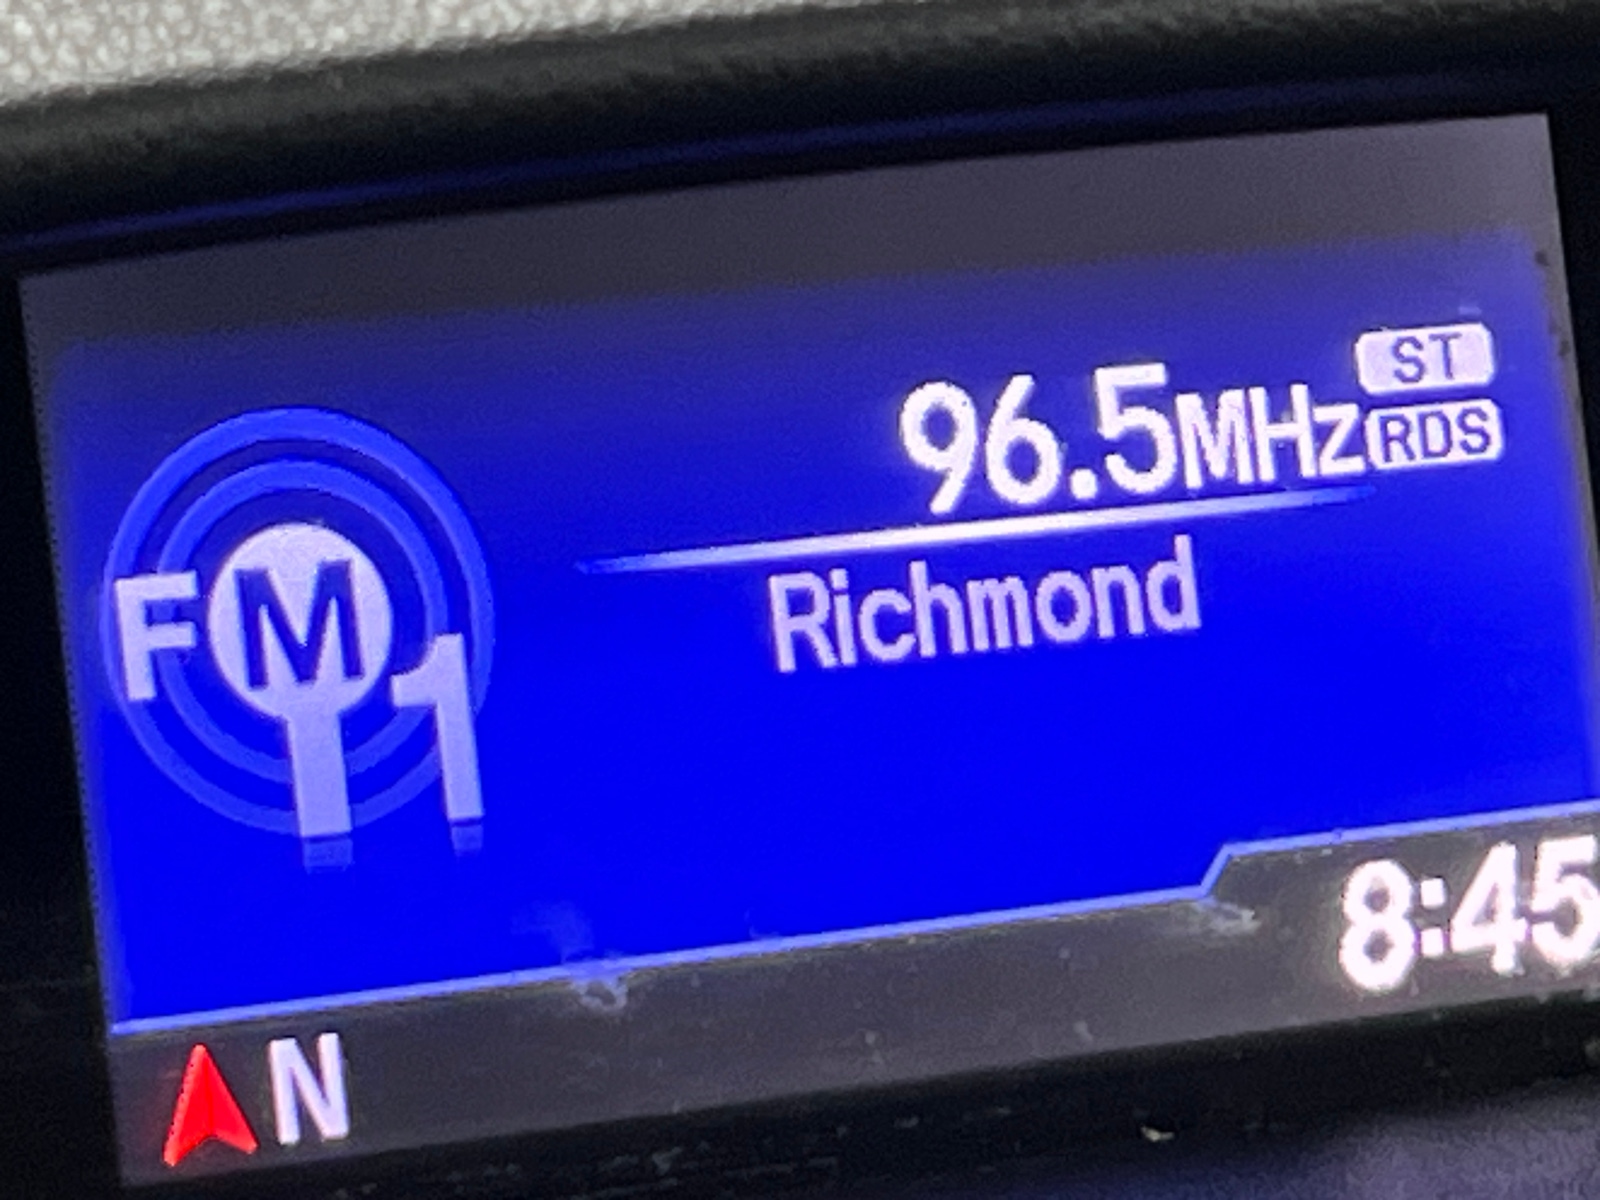 ST
96.5MHz RDS
Richmond
FM1
8:45
N